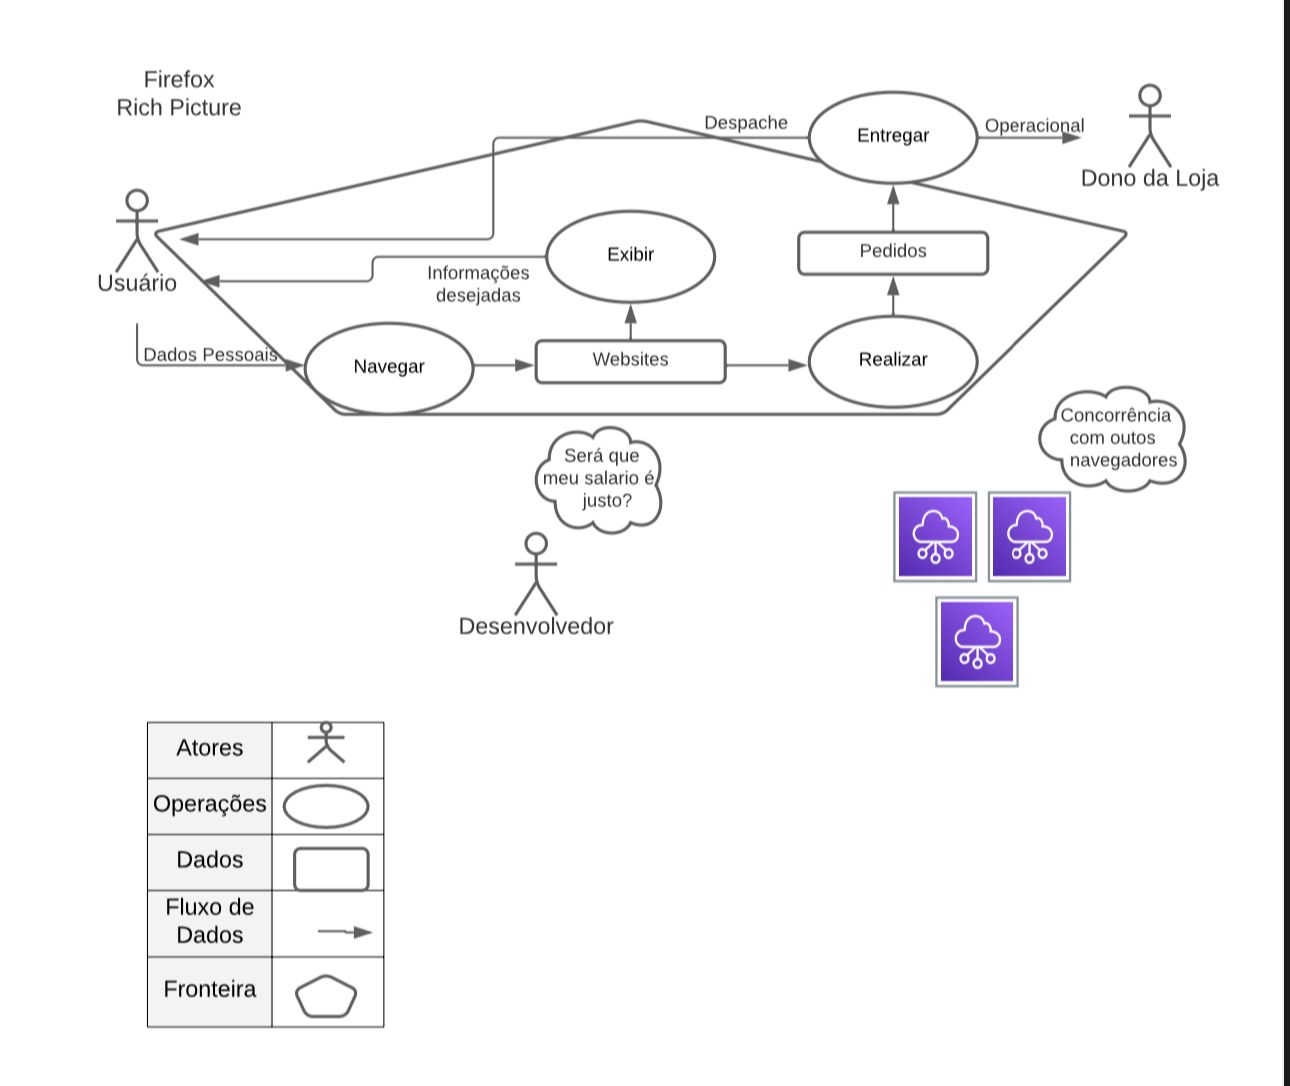 Firefox
Rich Picture
Despache
Entregar
Operacional
Dono da Loja
Usuário
Exibir
Informações
desejadas
Pedidos
Dados Pessoais
Navegar
Websites
Realizar
Concorrência
com outos
navegadores
Será que
meu salario é
justo?
Desenvolvedor
Atores
Operações
Dados
Fluxo de
Dados
Fronteira